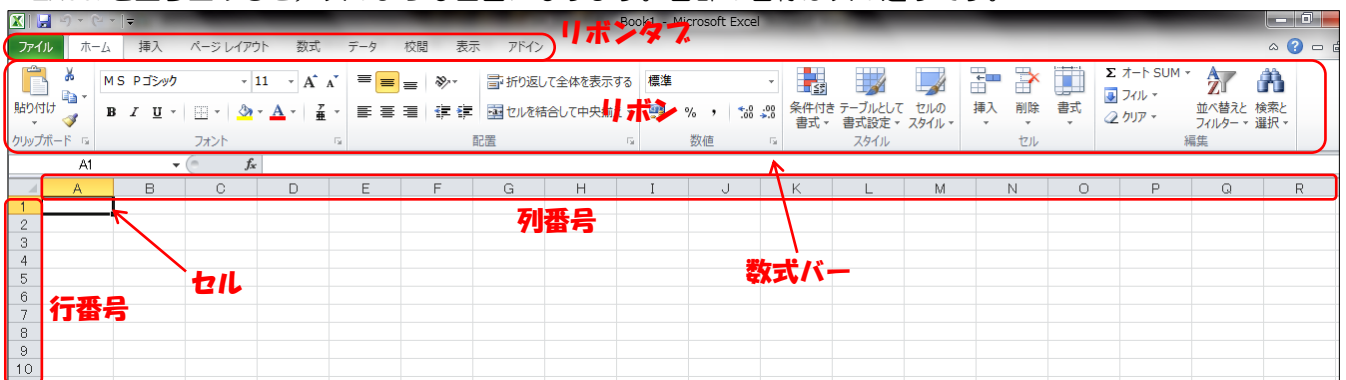 Book1 - Microsoft Excel
リボンタブ
ファイル ホーム 挿入 ページ レイアウト 数式 データ 校閲 表示 アドイン
貼り付け
クリップボード
MS Pゴシック 11 A A
B I U A
フォント
折り返して全体を表示する
セルを結合して中央揃
配置
リボン
標準
% ,
数値
条件付き書式
テーブルとして書式設定
セルのスタイル
スタイル
挿入 削除 書式
セル
Σ オート SUM
フィル
クリア
並べ替えとフィルター
検索と選択
編集
A1 fx
A B C D E F G H I J K L M N O P Q R
列番号
セル
数式バー
行番号
1
2
3
4
5
6
7
8
9
10